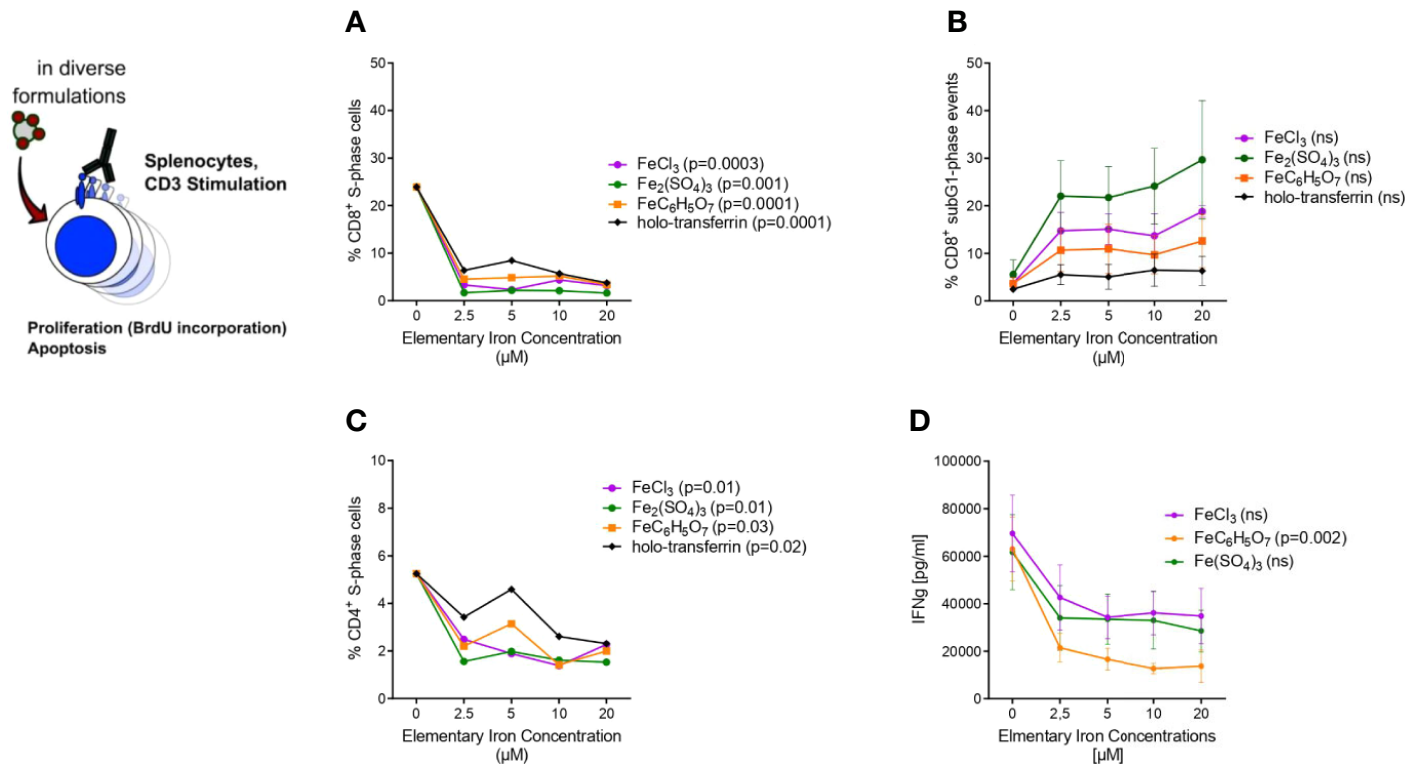 in diverse
formulations
Splenocytes,
CD3 Stimulation
Proliferation (BrdU incorporation)
Apoptosis
A
% CD8⁺ S-phase cells
50
40
30
20
10
0
0 2.5 5 10 20
Elementary Iron Concentration
(µM)
FeCl₃ (p=0.0003)
Fe₂(SO₄)₃ (p=0.001)
FeC₆H₅O₇ (p=0.0001)
holo-transferrin (p=0.0001)
B
% CD8⁺ subG1-phase events
50
40
30
20
10
0
0 2.5 5 10 20
Elementary Iron Concentration
(µM)
FeCl₃ (ns)
Fe₂(SO₄)₃ (ns)
FeC₆H₅O₇ (ns)
holo-transferrin (ns)
C
% CD4⁺ S-phase cells
10
8
6
4
2
0
0 2.5 5 10 20
Elementary Iron Concentration
(µM)
FeCl₃ (p=0.01)
Fe₂(SO₄)₃ (p=0.01)
FeC₆H₅O₇ (p=0.03)
holo-transferrin (p=0.02)
D
IFNg [pg/ml]
100000
80000
60000
40000
20000
0
0 2.5 5 10 20
Elementary Iron Concentrations
[µM]
FeCl₃ (ns)
FeC₆H₅O₇ (p=0.002)
Fe(SO₄)₃ (ns)